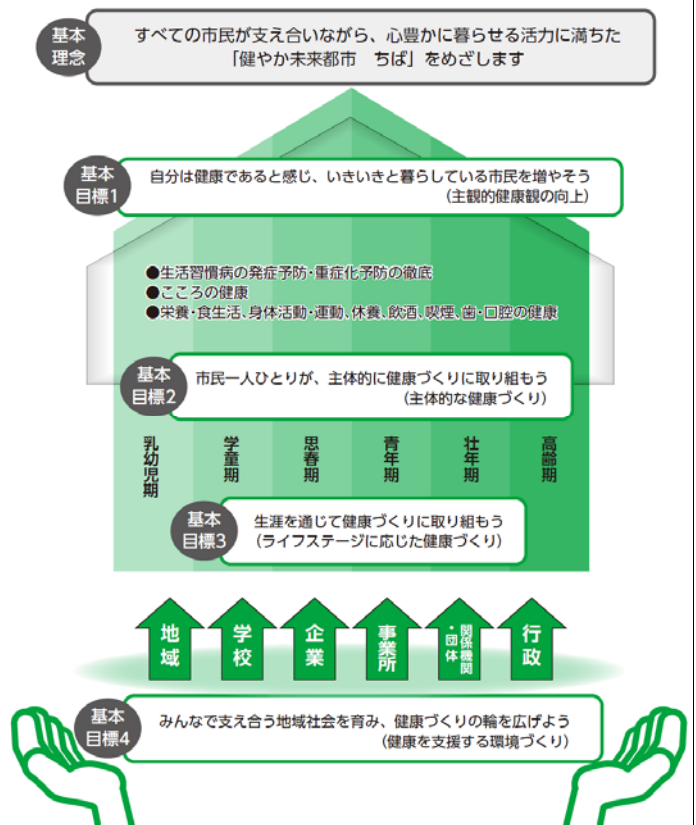 基本
理念
すべての市民が支え合いながら、心豊かに暮らせる活力に満ちた
「健やか未来都市　ちば」をめざします
基本
目標1
自分は健康であると感じ、いきいきと暮らしている市民を増やそう
（主観的健康観の向上）
●生活習慣病の発症予防・重症化予防の徹底
●こころの健康
●栄養・食生活、身体活動・運動、休養、飲酒、喫煙、歯・口腔の健康
基本
目標2
市民一人ひとりが、主体的に健康づくりに取り組もう
（主体的な健康づくり）
乳幼児期
学童期
思春期
青年期
壮年期
高齢期
基本
目標3
生涯を通じて健康づくりに取り組もう
（ライフステージに応じた健康づくり）
地域
学校
企業
事業所
関係機関
・団体
行政
基本
目標4
みんなで支え合う地域社会を育み、健康づくりの輪を広げよう
（健康を支援する環境づくり）